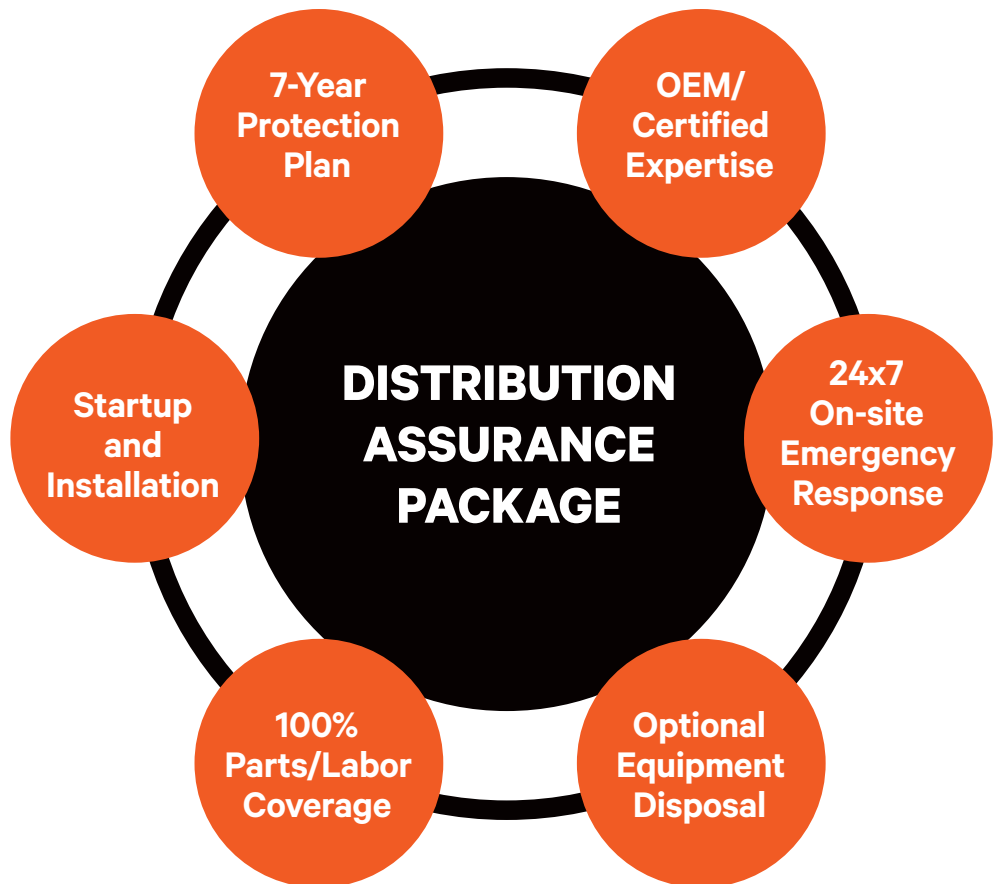 7-Year
Protection
Plan
OEM/
Certified
Expertise
Startup
and
Installation
DISTRIBUTION
ASSURANCE
PACKAGE
24x7
On-site
Emergency
Response
100%
Parts/Labor
Coverage
Optional
Equipment
Disposal